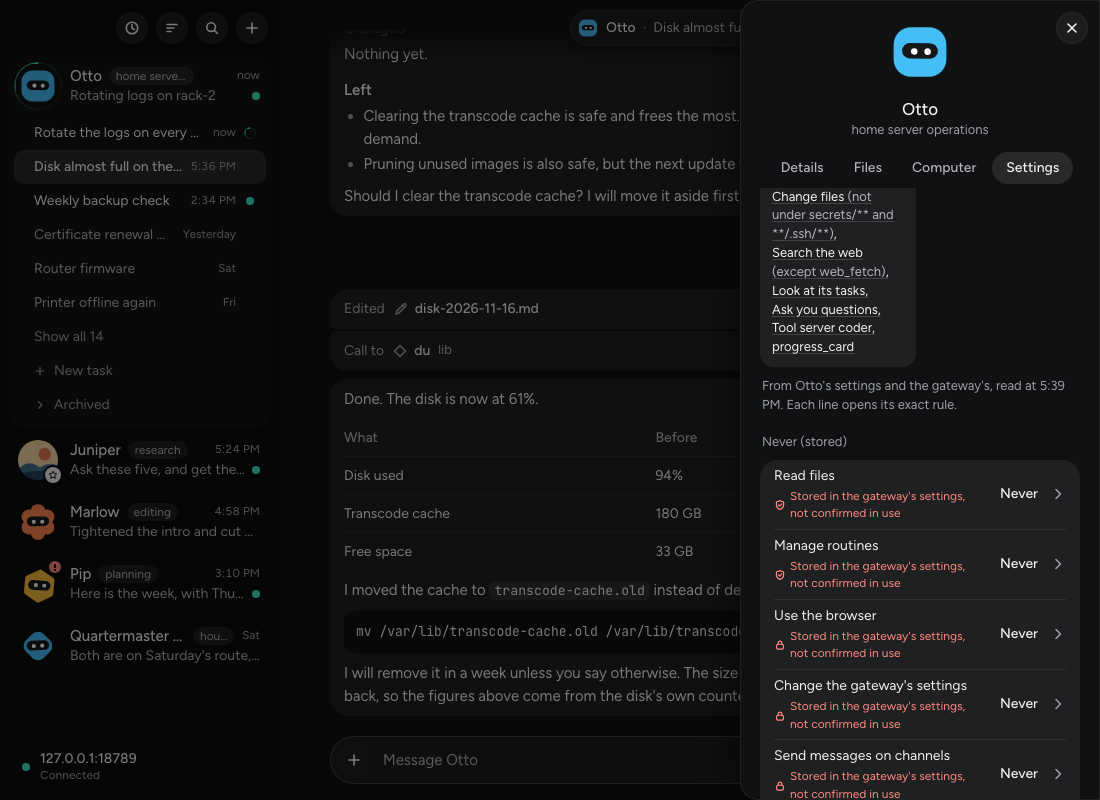 Otto
home serve...
now
Rotating logs on rack-2
Rotate the logs on every ...
now
Disk almost full on the...
5:36 PM
Weekly backup check
2:34 PM
Certificate renewal ...
Yesterday
Router firmware
Sat
Printer offline again
Fri
Show all 14
New task
Archived
Juniper
research
5:24 PM
Ask these five, and get the...
Marlow
editing
4:58 PM
Tightened the intro and cut ...
Pip
planning
3:10 PM
Here is the week, with Thu...
Quartermaster ...
hou...
Sat
Both are on Saturday's route,...
127.0.0.1:18789
Connected
Otto · Disk almost fu
Nothing yet.
Left
• Clearing the transcode cache is safe and frees the most.
demand.
• Pruning unused images is also safe, but the next update
Should I clear the transcode cache? I will move it aside first
Edited disk-2026-11-16.md
Call to du lib
Done. The disk is now at 61%.
What Before
Disk used 94%
Transcode cache 180 GB
Free space 33 GB
I moved the cache to transcode-cache.old instead of de
mv /var/lib/transcode-cache.old /var/lib/transcod
I will remove it in a week unless you say otherwise. The size
back, so the figures above come from the disk's own counte
Message Otto
Otto
home server operations
Details Files Computer Settings
Change files (not
under secrets/** and
**/.ssh/**),
Search the web
(except web_fetch),
Look at its tasks,
Ask you questions,
Tool server coder,
progress_card
From Otto's settings and the gateway's, read at 5:39
PM. Each line opens its exact rule.
Never (stored)
Read files
Stored in the gateway's settings,
not confirmed in use
Never
Manage routines
Stored in the gateway's settings,
not confirmed in use
Never
Use the browser
Stored in the gateway's settings,
not confirmed in use
Never
Change the gateway's settings
Stored in the gateway's settings,
not confirmed in use
Never
Send messages on channels
Stored in the gateway's settings,
not confirmed in use
Never